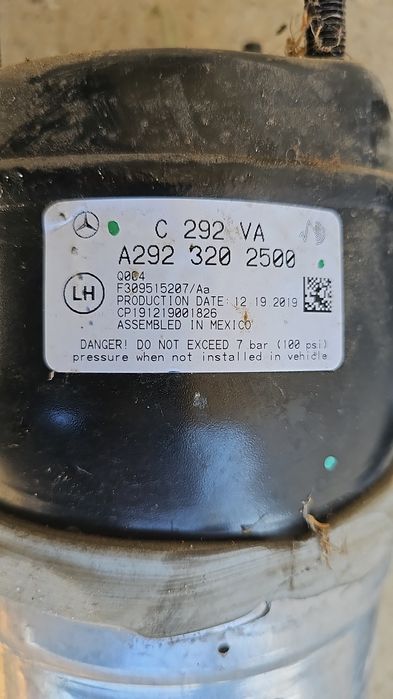 C 292 VA
A292 320 2500
Q004
F309515207/Aa
LH
PRODUCTION DATE: 12 19 2019
CP191219001826
ASSEMBLED IN MEXICO
DANGER! DO NOT EXCEED 7 bar (100 psi)
pressure when not installed in vehicle